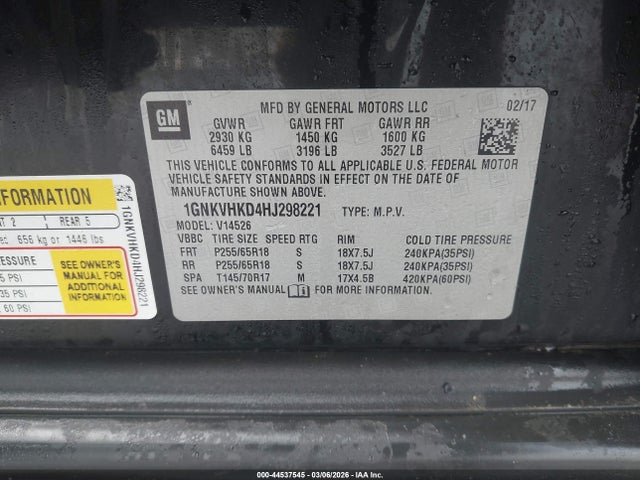 GM
MFD BY GENERAL MOTORS LLC 02/17
GVWR GAWR FRT GAWR RR
2930 KG 1450 KG 1600 KG
6459 LB 3196 LB 3527 LB
THIS VEHICLE CONFORMS TO ALL APPLICABLE U.S. FEDERAL MOTOR
VEHICLE SAFETY STANDARDS IN EFFECT ON THE DATE OF
MANUFACTURE SHOWN ABOVE.
1GNKVHKD4HJ298221 TYPE: M.P.V.
MODEL: V14526
VBBC TIRE SIZE SPEED RTG RIM COLD TIRE PRESSURE
FRT P255/65R18 S 18X7.5J 240KPA(35PSI)
RR P255/65R18 S 18X7.5J 240KPA(35PSI)
SPA T145/70R17 M 17X4.5B 420KPA(60PSI)
SEE OWNER'S MANUAL FOR MORE INFORMATION.
INFORMATION
2 REAR 5
656 kg or 1446 lbs
PRESSURE
PSI
35 PSI
60 PSI
SEE OWNER'S
MANUAL FOR
ADDITIONAL
INFORMATION
1GNKVHKD4HJ298221
000-44537545 - 03/06/2026 - IAA Corp.